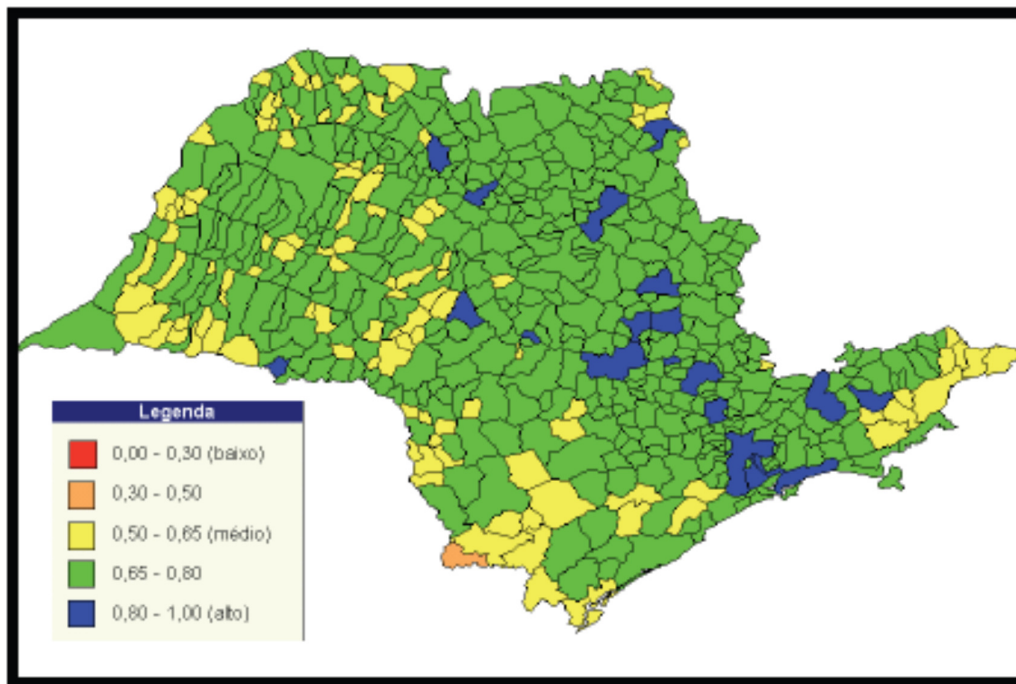 Legenda
0,00 - 0,30 (baixo)
0,30 - 0,50
0,50 - 0,65 (médio)
0,65 - 0,80
0,80 - 1,00 (alto)